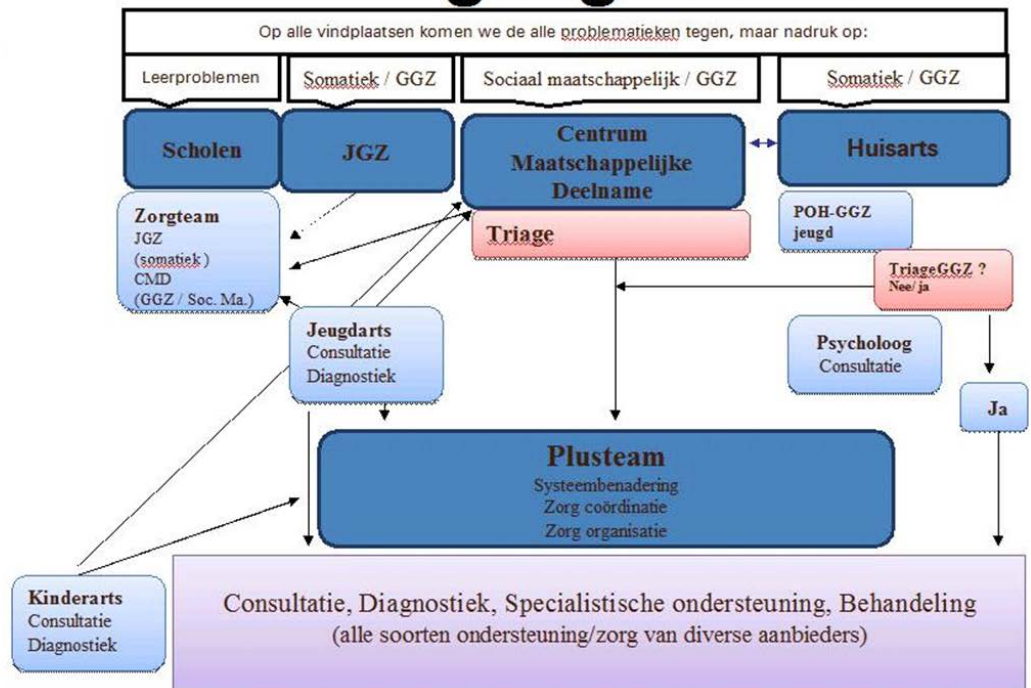 Op alle vindplaatsen komen we de alle problematieken tegen, maar nadruk op:
Leerproblemen
Somatiek / GGZ
Sociaal maatschappelijk / GGZ
Somatiek / GGZ
Scholen
JGZ
Centrum
Maatschappelijke
Deelname
Huisarts
Zorgteam
JGZ
(somatiek )
CMD
(GGZ / Soc. Ma.)
Triage
POH-GGZ
jeugd
TriageGGZ ?
Nee/ ja
Jeugdarts
Consultatie
Diagnostiek
Psycholoog
Consultatie
Ja
Plusteam
Systeembenadering
Zorg coördinatie
Zorg organisatie
Kinderarts
Consultatie
Diagnostiek
Consultatie, Diagnostiek, Specialistische ondersteuning, Behandeling
(alle soorten ondersteuning/zorg van diverse aanbieders)